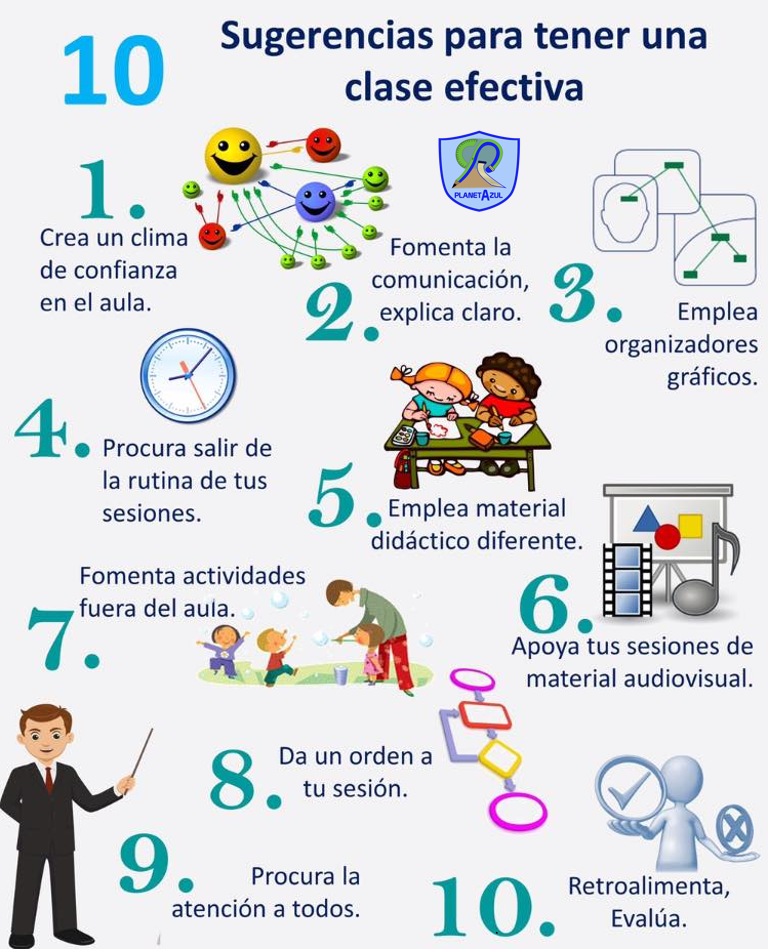 10
Sugerencias para tener una
clase efectiva
PLANETAZUL
1.
Crea un clima
de confianza
en el aula.
2.
Fomenta la
comunicación,
explica claro.
3.
Emplea
organizadores
gráficos.
4.
Procura salir de
la rutina de tus
sesiones.
5.
Emplea material
didáctico diferente.
6.
Apoya tus sesiones de
material audiovisual.
7.
Fomenta actividades
fuera del aula.
8.
Da un orden a
tu sesión.
9.
Procura la
atención a todos.
10.
Retroalimenta,
Evalúa.